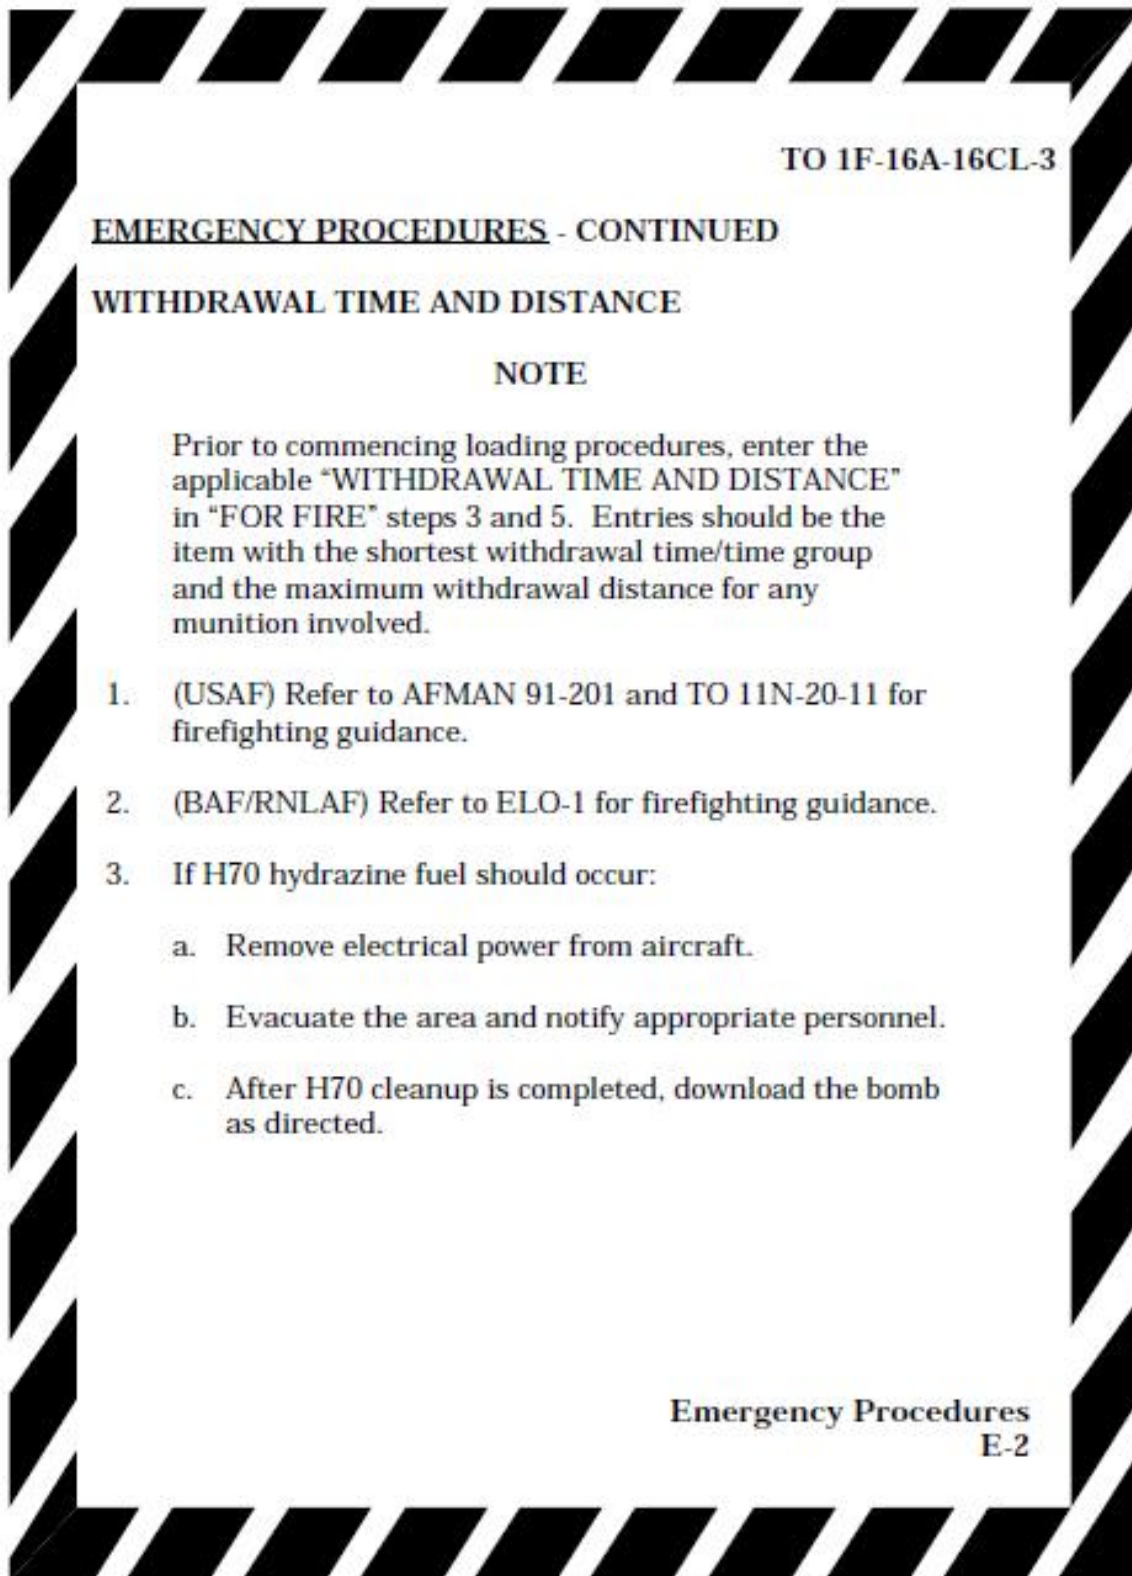 TO 1F-16A-16CL-3
EMERGENCY PROCEDURES - CONTINUED
WITHDRAWAL TIME AND DISTANCE
NOTE
Prior to commencing loading procedures, enter the
applicable “WITHDRAWAL TIME AND DISTANCE”
in “FOR FIRE” steps 3 and 5. Entries should be the
item with the shortest withdrawal time/time group
and the maximum withdrawal distance for any
munition involved.
1. (USAF) Refer to AFMAN 91-201 and TO 11N-20-11 for
firefighting guidance.
2. (BAF/RNLAF) Refer to ELO-1 for firefighting guidance.
3. If H70 hydrazine fuel should occur:
a. Remove electrical power from aircraft.
b. Evacuate the area and notify appropriate personnel.
c. After H70 cleanup is completed, download the bomb
as directed.
Emergency Procedures
E-2